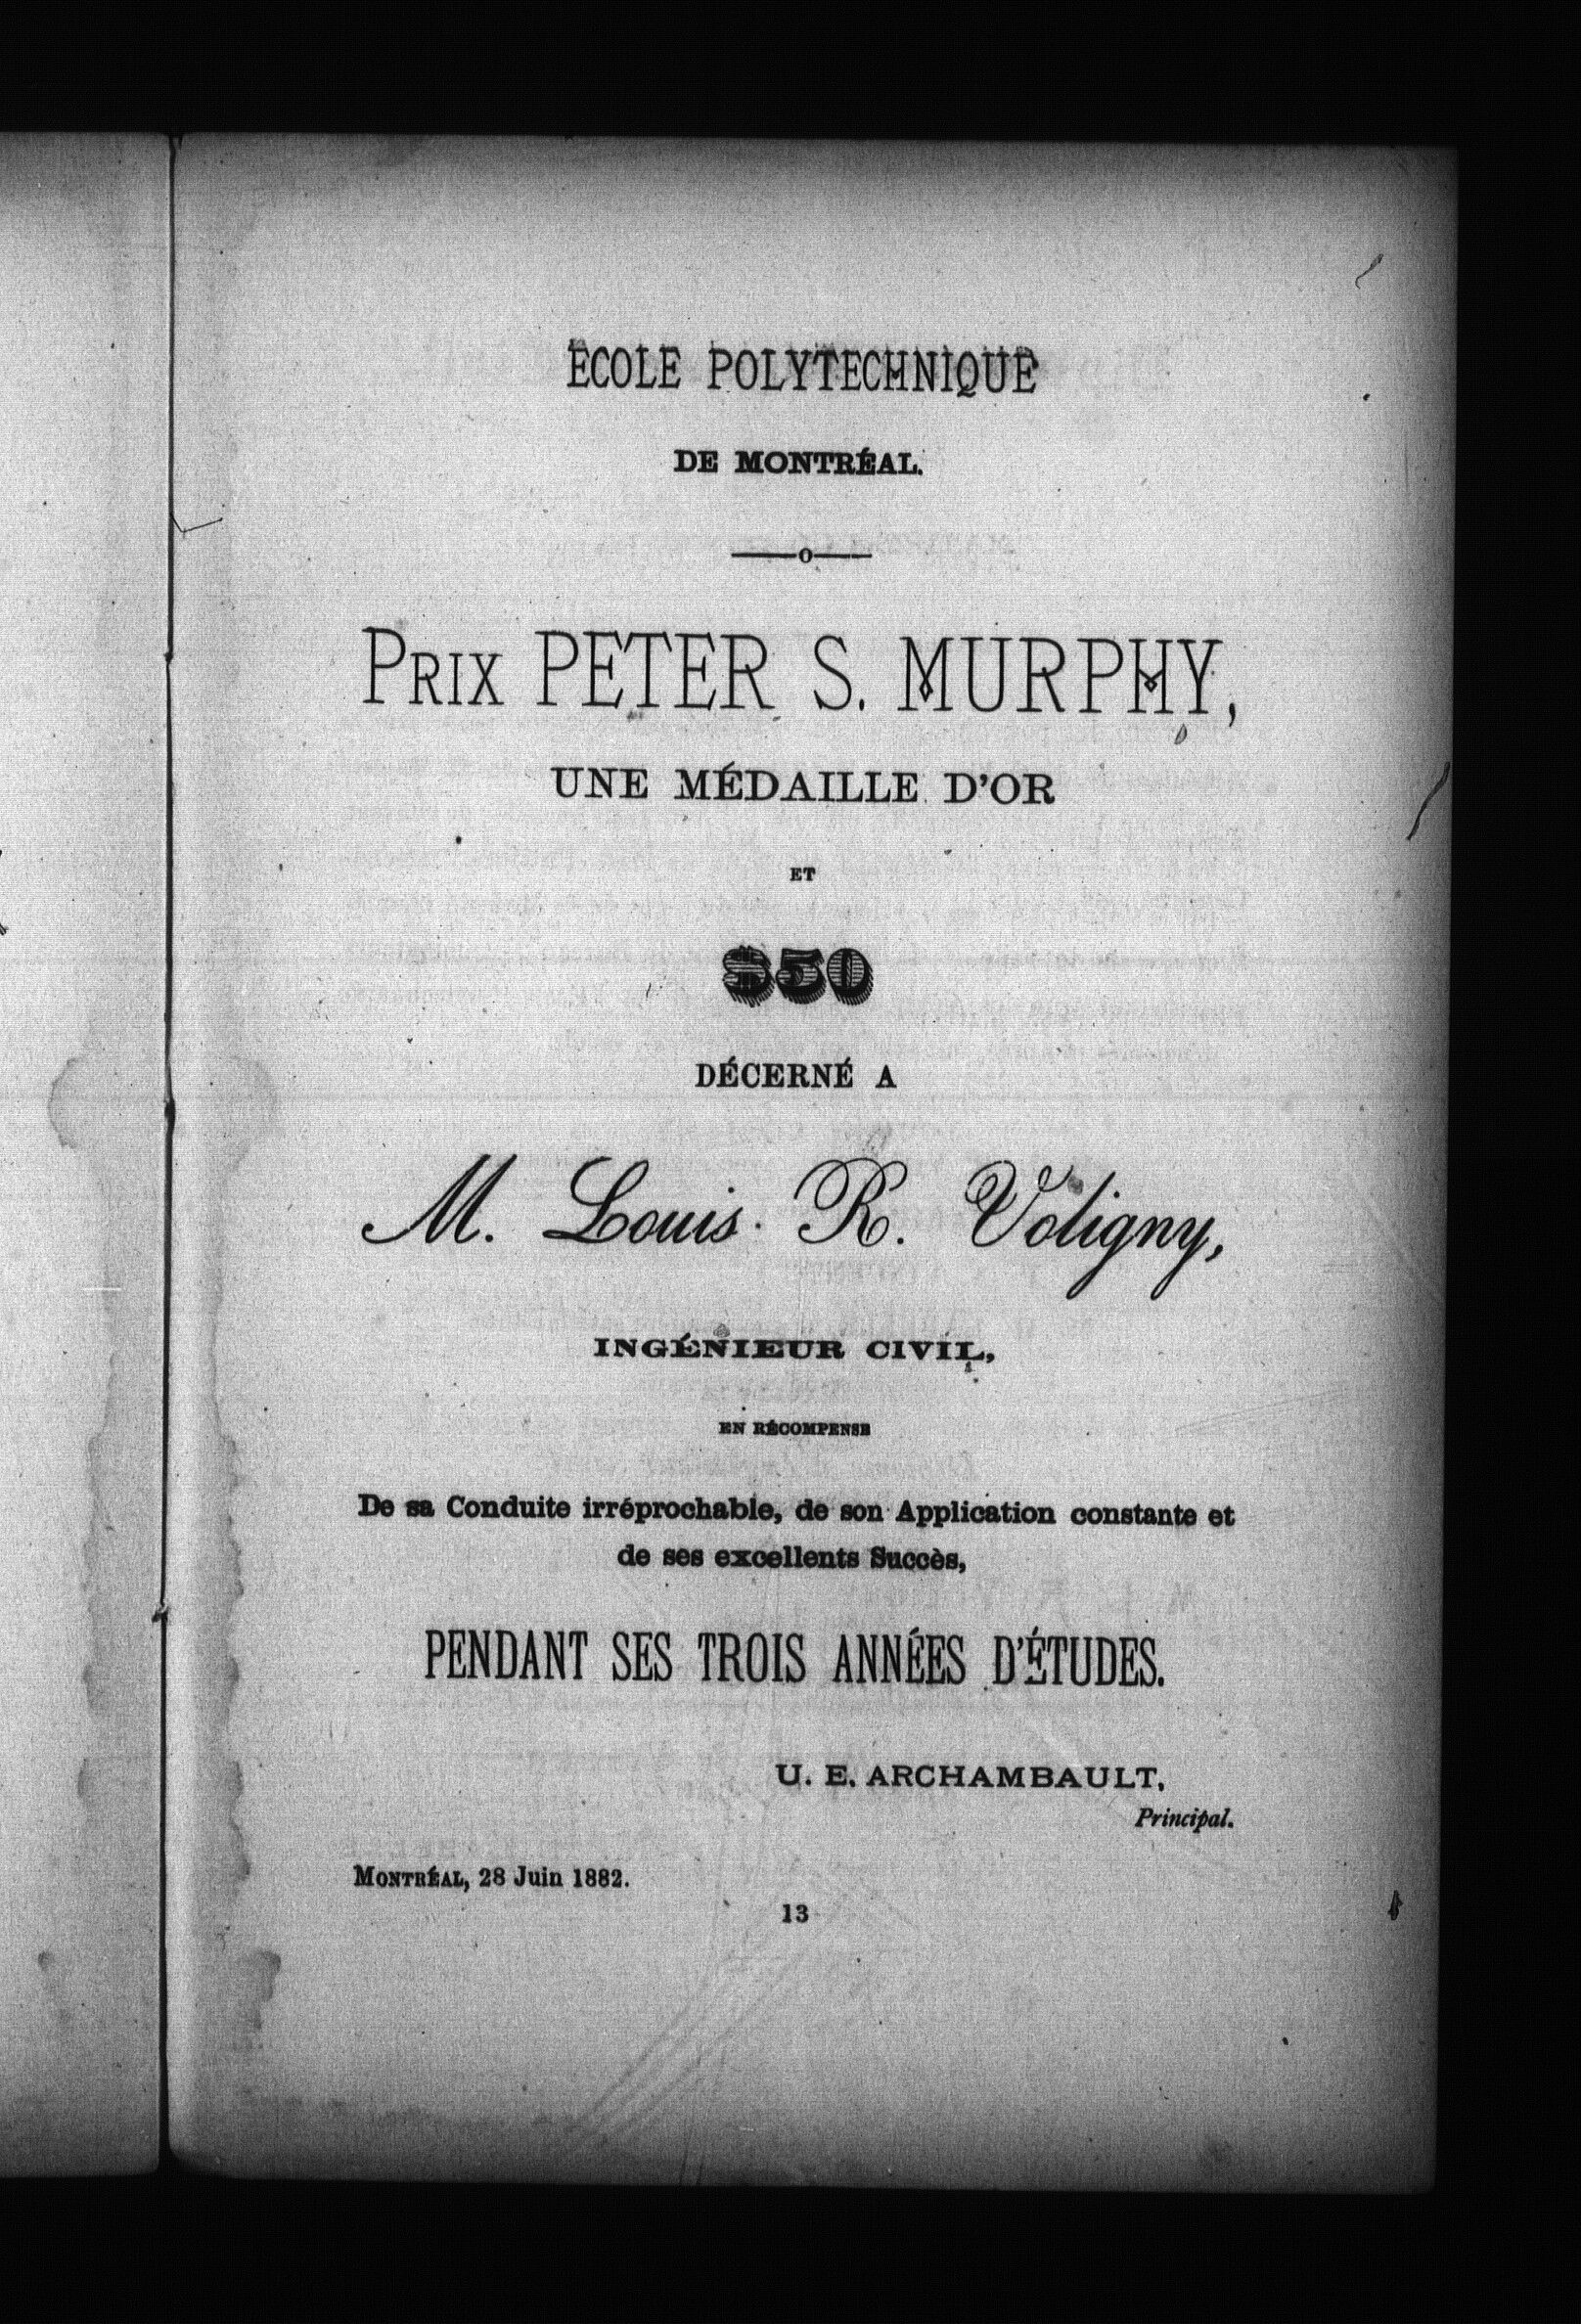 ÉCOLE POLYTECHNIQUE
DE MONTRÉAL.
PRIX PETER S. MURPHY,
UNE MÉDAILLE D'OR
ET
$50
DÉCERNÉ A
M. Louis R. Voligny,
INGÉNIEUR CIVIL,
EN RÉCOMPENSE
De sa Conduite irréprochable, de son Application constante et
de ses excellents Succès,
PENDANT SES TROIS ANNÉES D'ÉTUDES.
U. E. ARCHAMBAULT,
Principal.
MONTRÉAL, 28 Juin 1882.
13